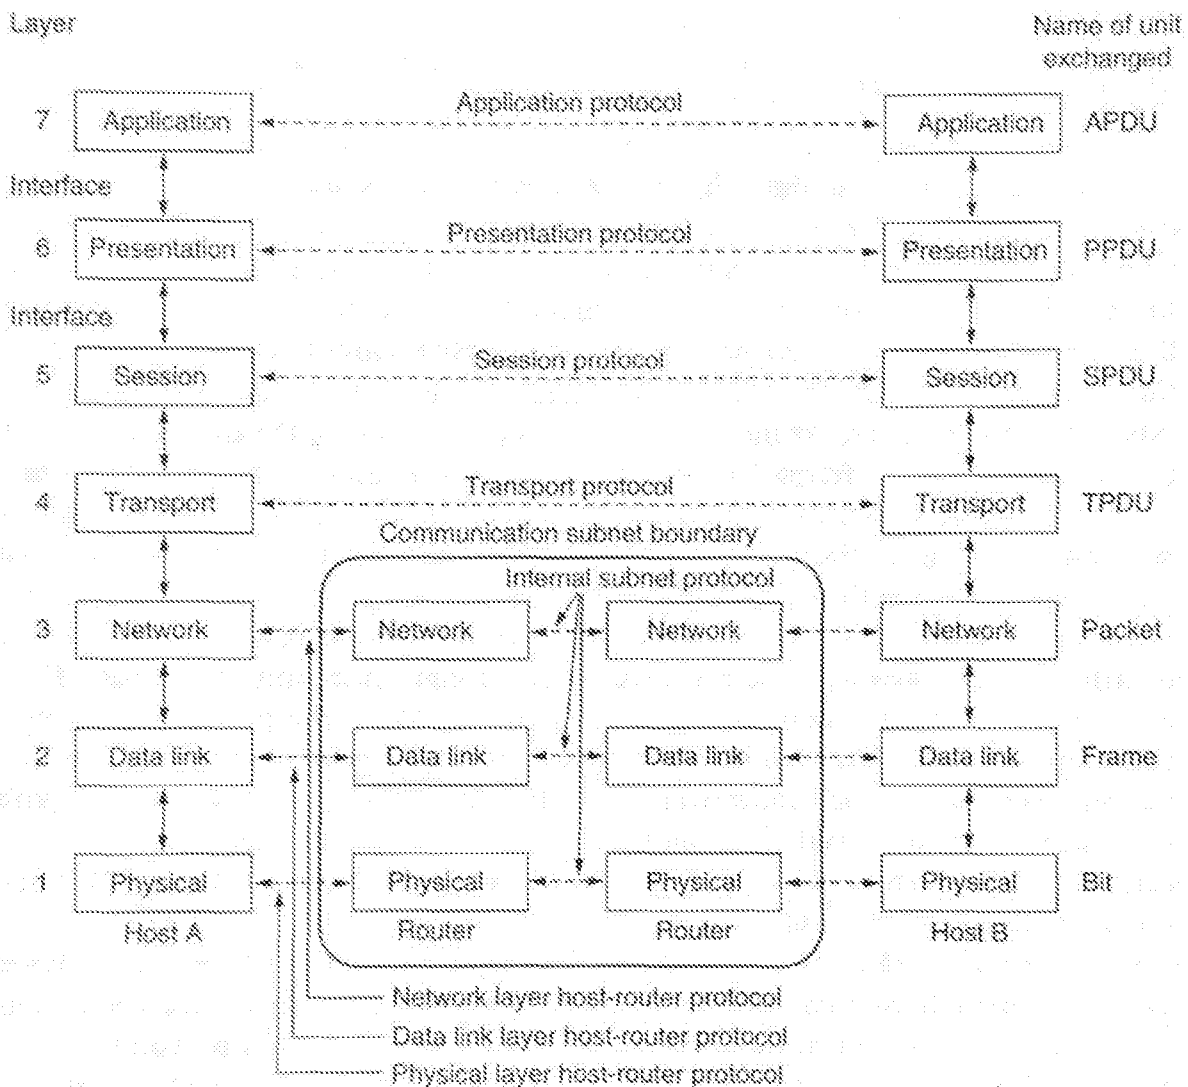 Layer
Name of unit
exchanged
7 Application Application protocol Application APDU
Interface
6 Presentation Presentation protocol Presentation PPDU
Interface
5 Session Session protocol Session SPDU
4 Transport Transport protocol Transport TPDU
Communication subnet boundary
Internal subnet protocol
3 Network Network Network Network Packet
2 Data link Data link Data link Data link Frame
1 Physical Physical Physical Physical Bit
Host A Router Router Host B
Network layer host-router protocol
Data link layer host-router protocol
Physical layer host-router protocol